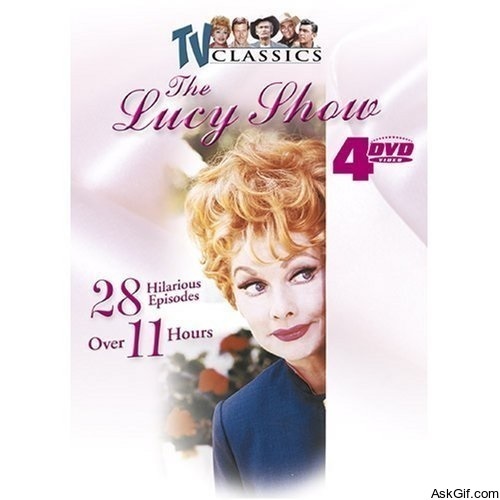 TV CLASSICS
The
Lucy Show
4 DVD
VIDEO
28 Hilarious
Episodes
Over 11 Hours
AskGif.com